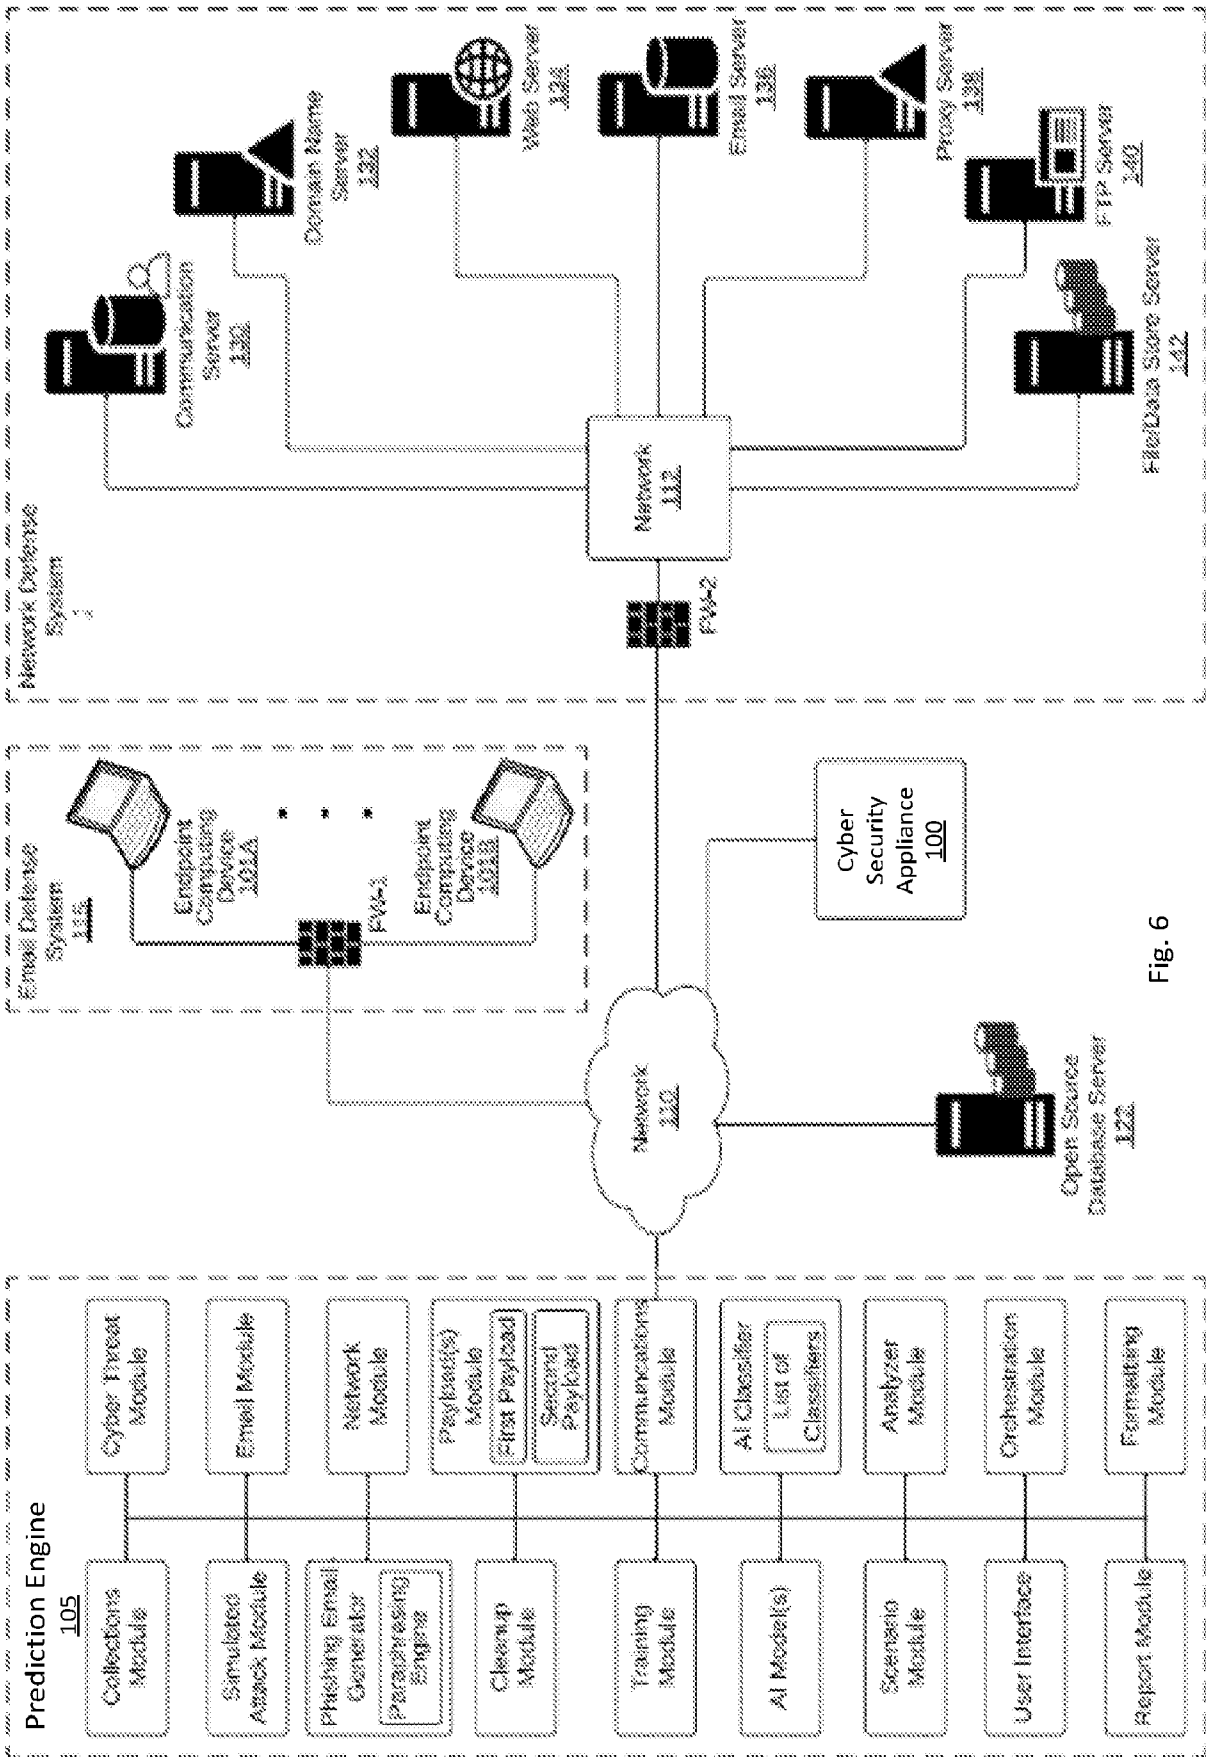 Prediction Engine
105
Collections
Module
Cyber Threat
Module
Simulated
Attack Module
Email Module
Phishing Email
Generator
Paraphrasing
Engine
Network
Module
Cleanup
Module
Payload(s)
Module
First Payload
Second
Payload
Training
Module
Communications
Module
AI Model(s)
AI Classifier
List of
Classifiers
Scenario
Module
Analyzer
Module
User Interface
Orchestration
Module
Report Module
Formatting
Module
Network
110
Open Source
Database Server
122
Cyber
Security
Appliance
100
Email Defense
System
Endpoint
Computing
Device
101A
FW-1
Endpoint
Computing
Device
101B
Network Defense
System
FW-2
Network
112
Communication
Server
130
Domain Name
Server
132
Web Server
134
Email Server
136
Proxy Server
138
FTP Server
140
File/Data Store Server
142
Fig. 6